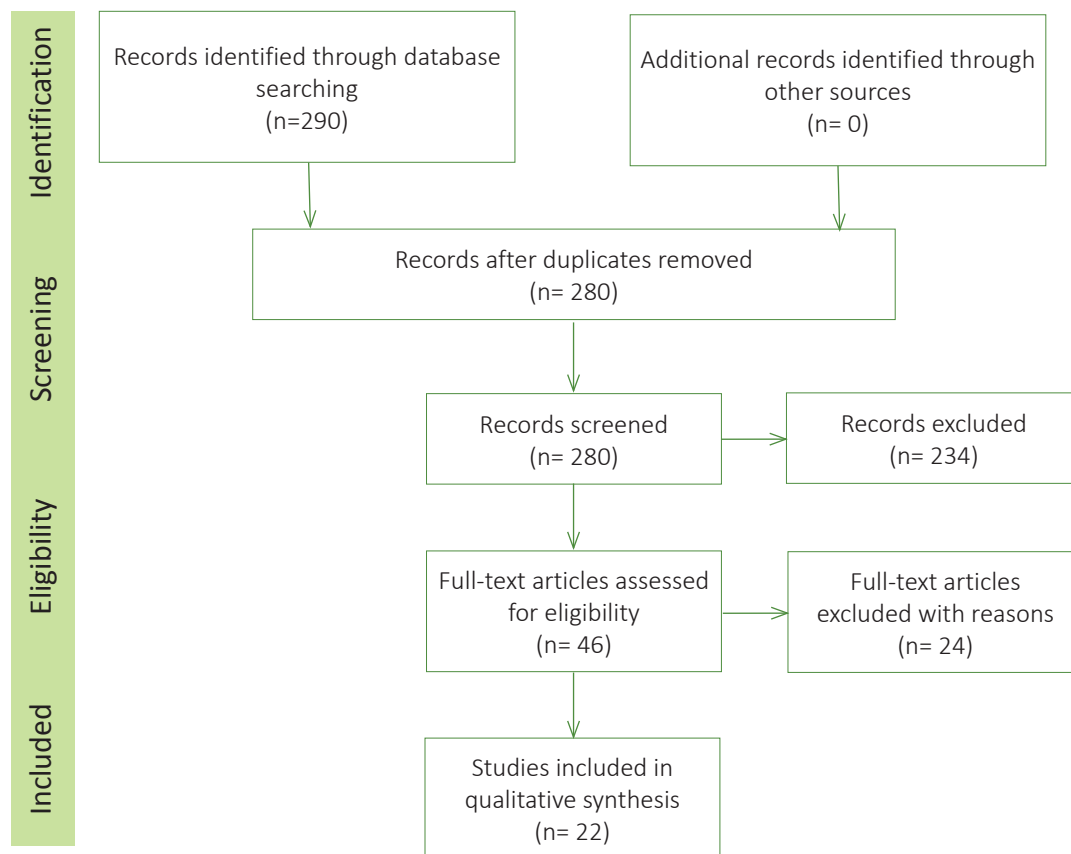 Identification
Records identified through database
searching
(n=290)
Additional records identified through
other sources
(n= 0)
Records after duplicates removed
(n= 280)
Screening
Records screened
(n= 280)
Records excluded
(n= 234)
Eligibility
Full-text articles assessed
for eligibility
(n= 46)
Full-text articles
excluded with reasons
(n= 24)
Included
Studies included in
qualitative synthesis
(n= 22)